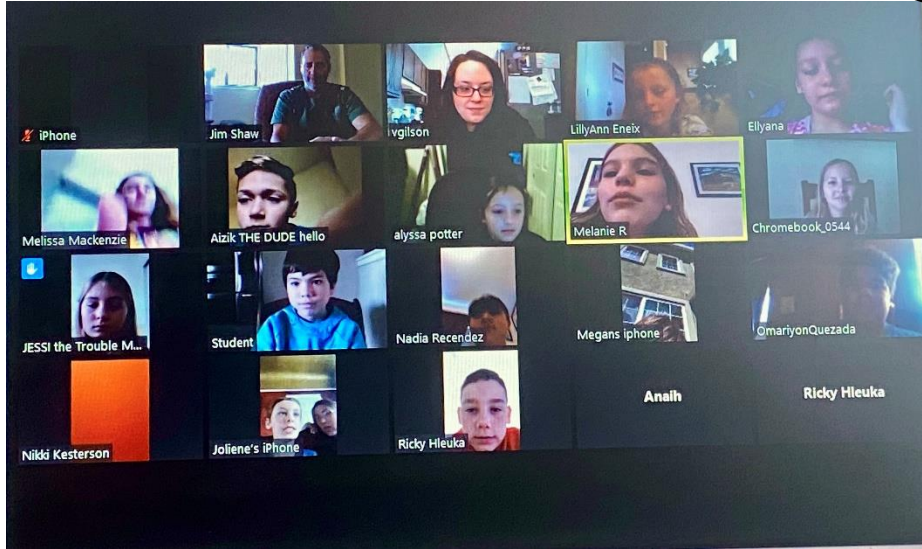 iPhone
Jim Shaw
vgilson
LillyAnn Eneix
Ellyana
Melissa Mackenzie
Aizik THE DUDE hello
alyssa potter
Melanie R
Chromebook_0544
JESSI the Trouble M...
Student
Nadia Recendez
Megans iphone
OmariyonQuezada
Nikki Kesterson
Joliene's iPhone
Ricky Hleuka
Anaih
Ricky Hleuka